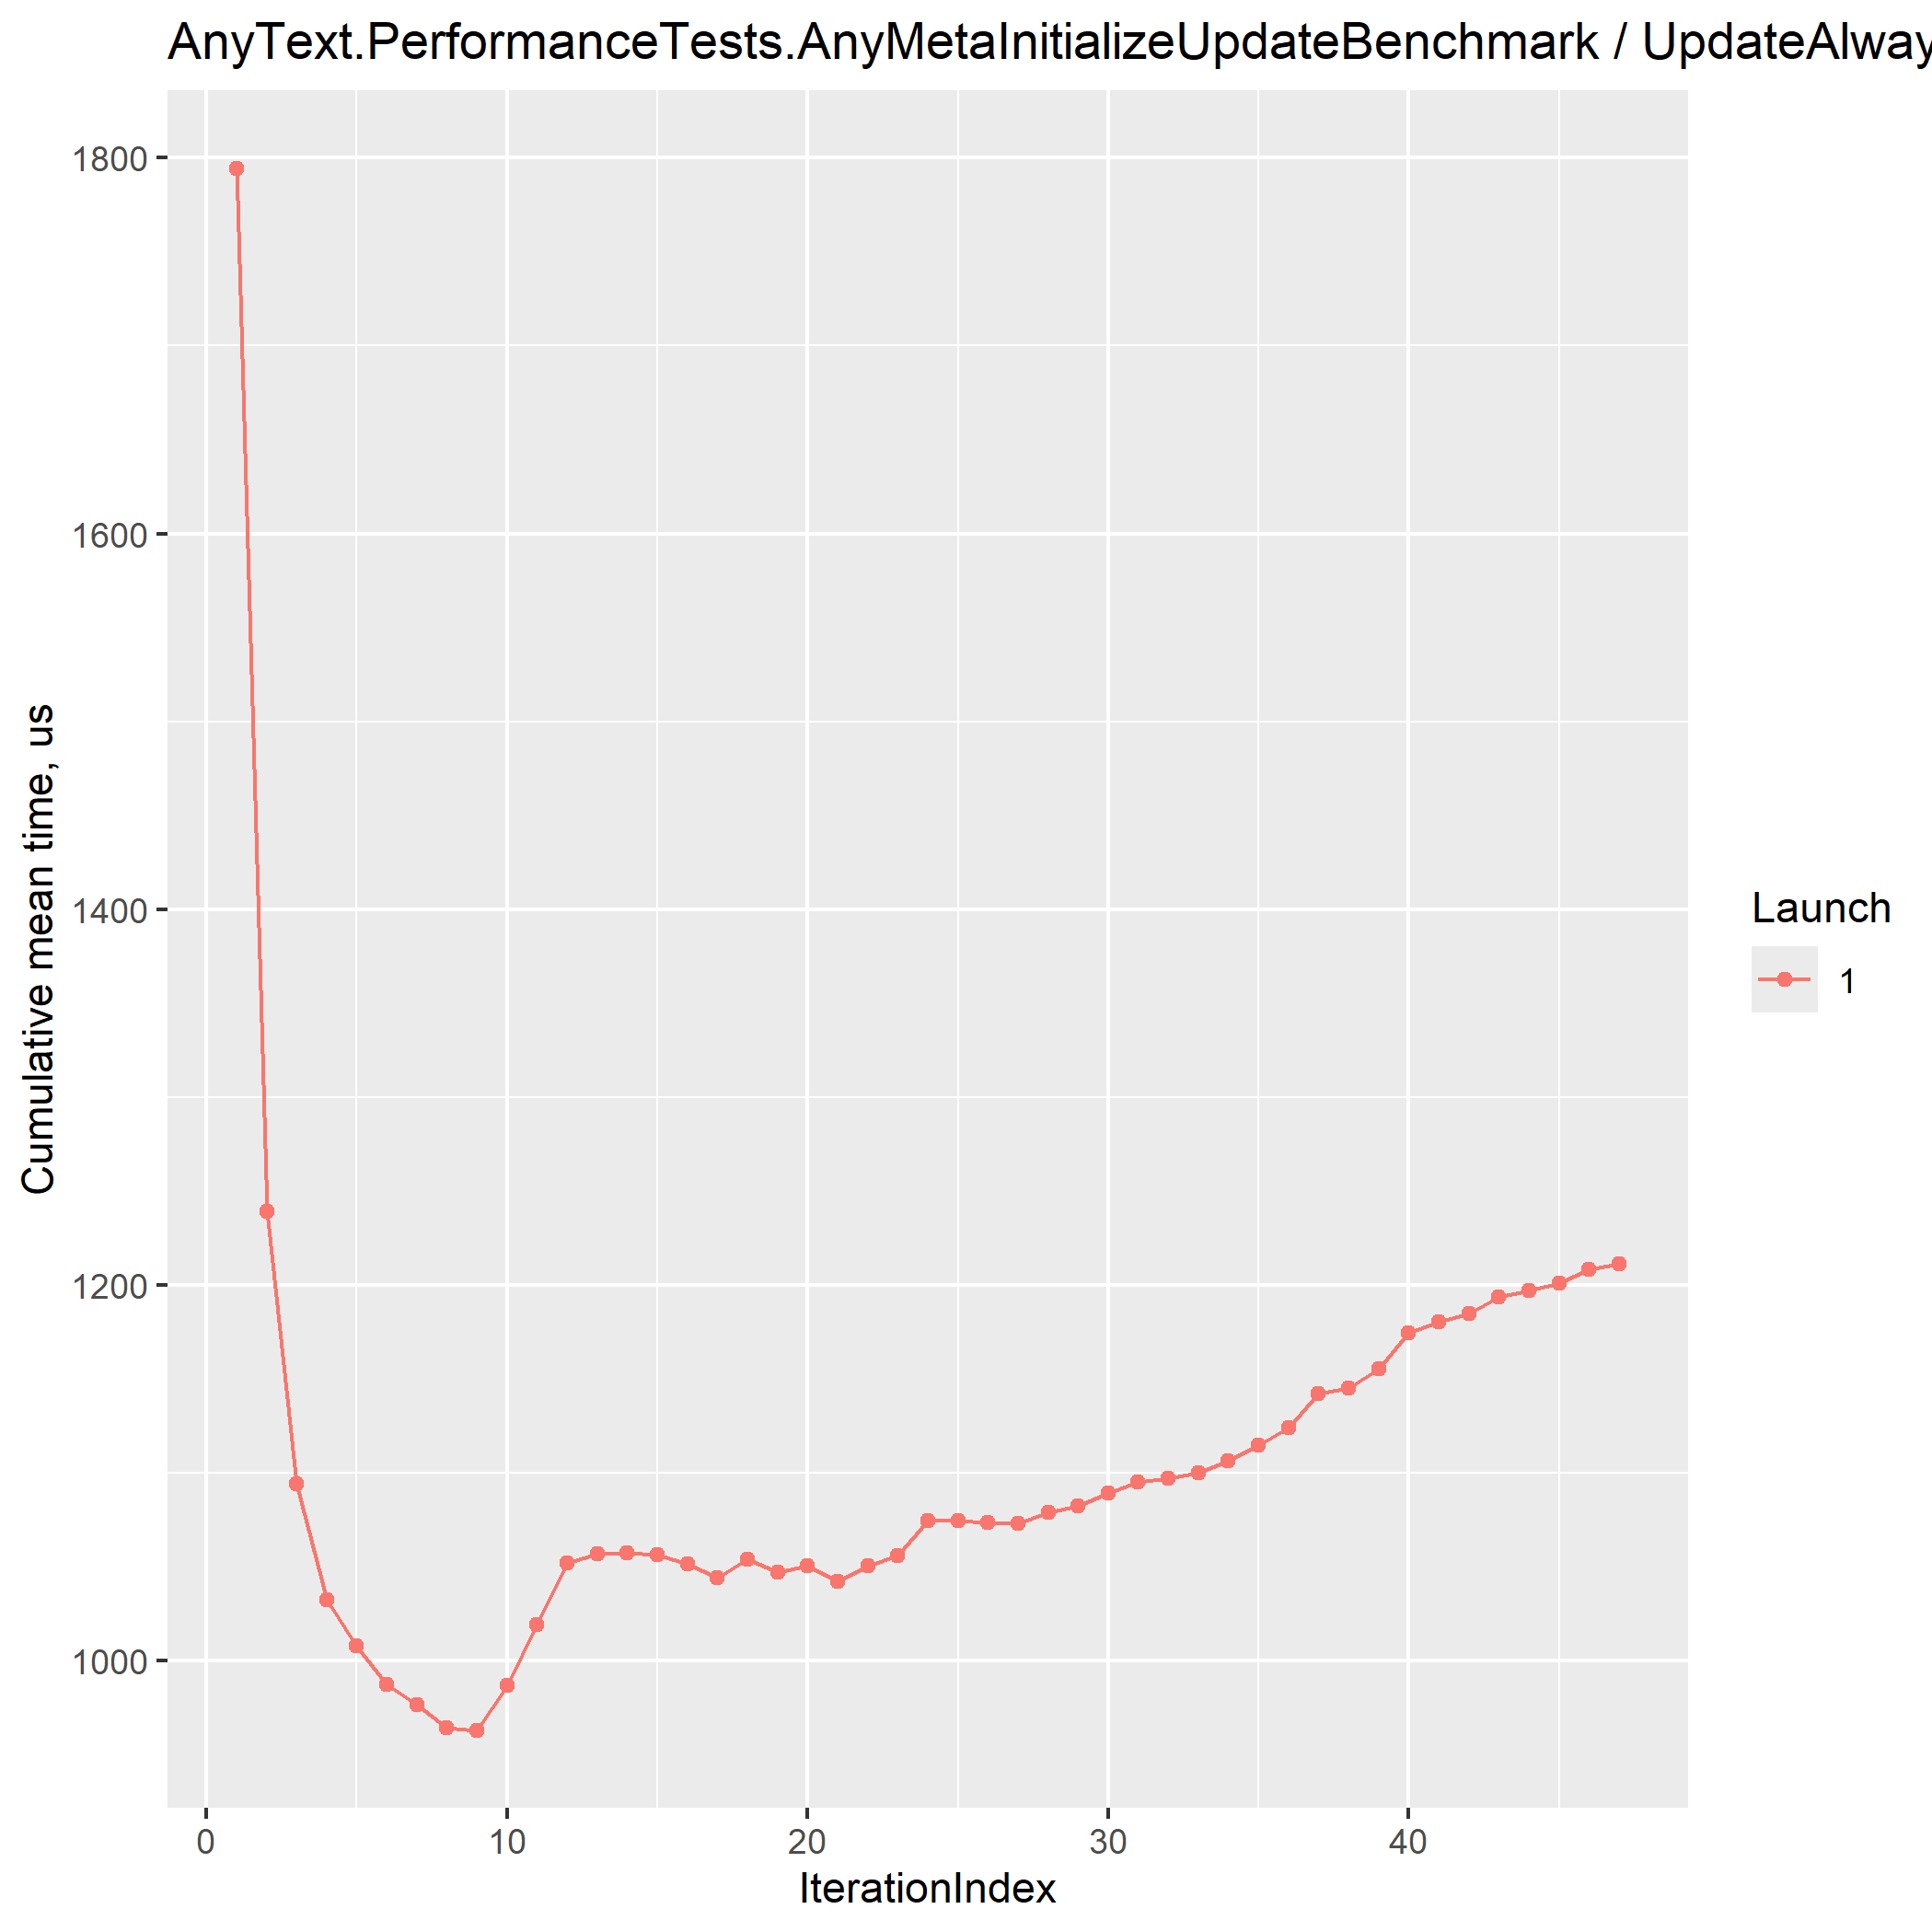 AnyText.PerformanceTests.AnyMetaInitializeUpdateBenchmark / UpdateAlway
1800
1600
1400
1200
1000
Cumulative mean time, us
0 10 20 30 40
IterationIndex
Launch
1